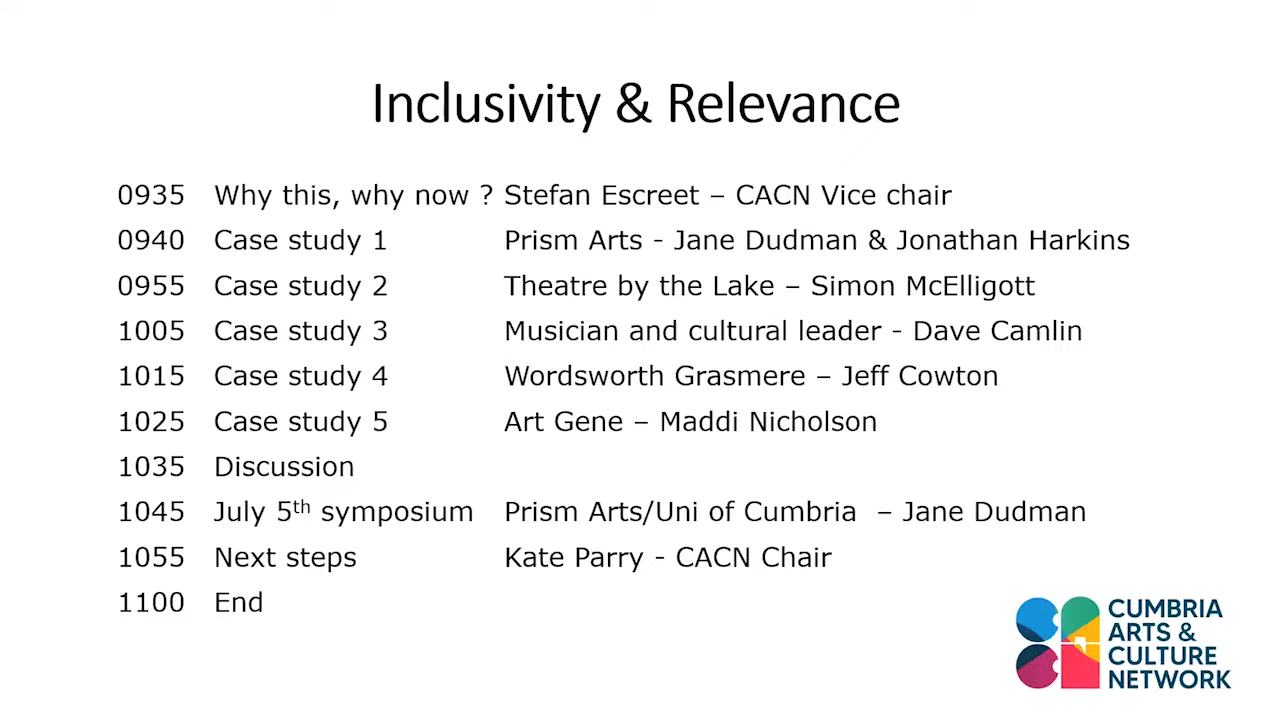 Inclusivity & Relevance
0935 Why this, why now ? Stefan Escreet – CACN Vice chair
0940 Case study 1 Prism Arts - Jane Dudman & Jonathan Harkins
0955 Case study 2 Theatre by the Lake – Simon McElligott
1005 Case study 3 Musician and cultural leader - Dave Camlin
1015 Case study 4 Wordsworth Grasmere – Jeff Cowton
1025 Case study 5 Art Gene – Maddi Nicholson
1035 Discussion
1045 July 5th symposium Prism Arts/Uni of Cumbria – Jane Dudman
1055 Next steps Kate Parry - CACN Chair
1100 End
CUMBRIA
ARTS &
CULTURE
NETWORK